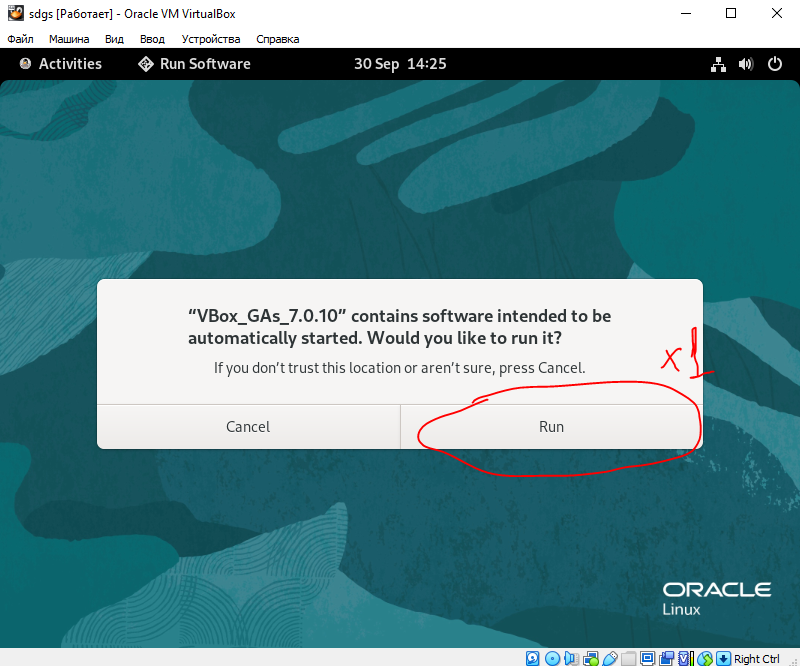 sdgs [Работает] - Oracle VM VirtualBox
Файл Машина Вид Ввод Устройства Справка
Activities Run Software 30 Sep 14:25
“VBox_GAs_7.0.10” contains software intended to be
automatically started. Would you like to run it?
If you don’t trust this location or aren’t sure, press Cancel.
x1
Cancel Run
ORACLE
Linux
Right Ctrl